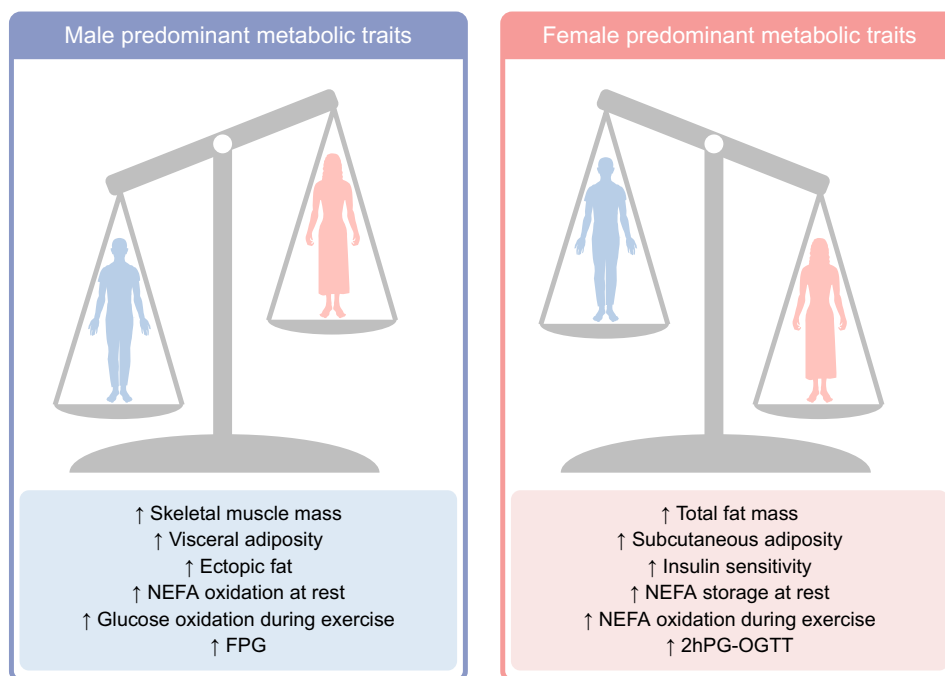 Male predominant metabolic traits
↑ Skeletal muscle mass
↑ Visceral adiposity
↑ Ectopic fat
↑ NEFA oxidation at rest
↑ Glucose oxidation during exercise
↑ FPG
Female predominant metabolic traits
↑ Total fat mass
↑ Subcutaneous adiposity
↑ Insulin sensitivity
↑ NEFA storage at rest
↑ NEFA oxidation during exercise
↑ 2hPG-OGTT